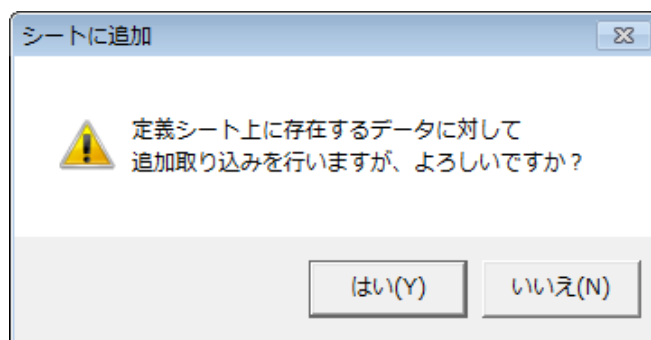 シートに追加
定義シート上に存在するデータに対して
追加取り込みを行いますが、よろしいですか？
はい(Y)
いいえ(N)